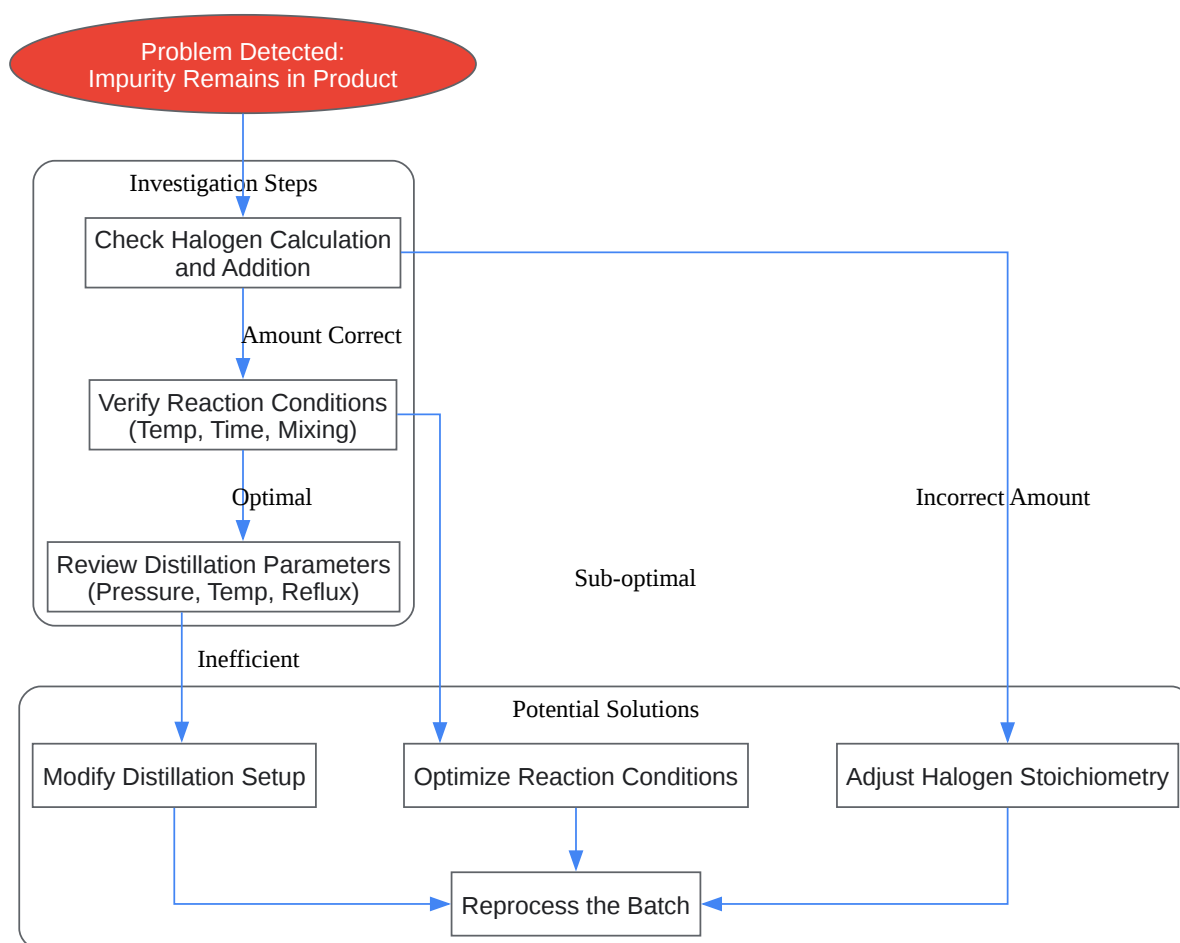 Problem Detected:
Impurity Remains in Product
Investigation Steps
Check Halogen Calculation
and Addition
Amount Correct
Verify Reaction Conditions
(Temp, Time, Mixing)
Optimal
Incorrect Amount
Review Distillation Parameters
(Pressure, Temp, Reflux)
Sub-optimal
Inefficient
Potential Solutions
Modify Distillation Setup
Optimize Reaction Conditions
Adjust Halogen Stoichiometry
Reprocess the Batch